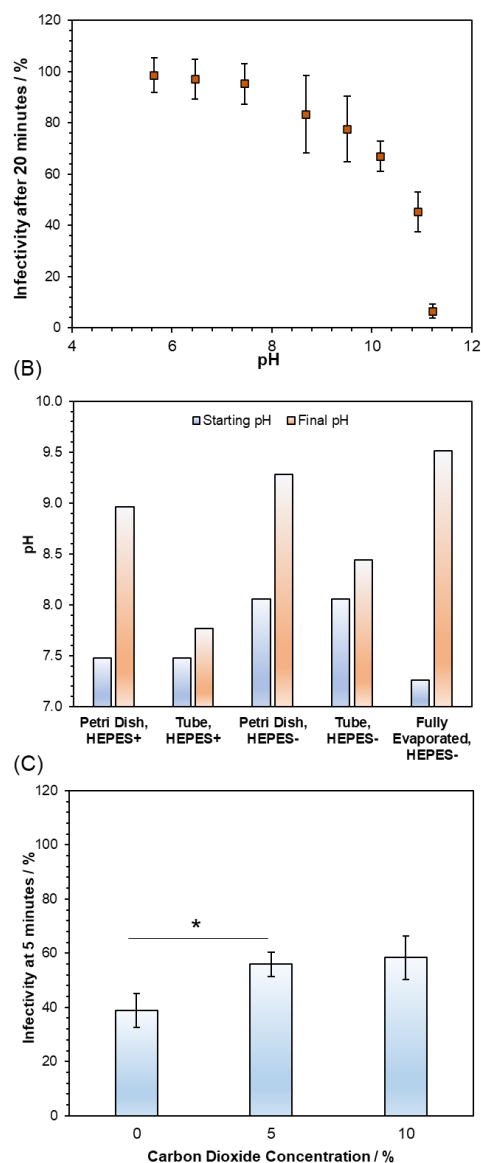 120
100
80
60
40
20
0
Infectivity after 20 minutes / %
4 6 8 10 12
pH
(B)
10.0
9.5
9.0
8.5
8.0
7.5
7.0
pH
Starting pH Final pH
Petri Dish, HEPES+
Tube, HEPES+
Petri Dish, HEPES-
Tube, HEPES-
Fully Evaporated, HEPES-
(C)
120
100
80
60
40
20
0
Infectivity at 5 minutes / %
*
0 5 10
Carbon Dioxide Concentration / %